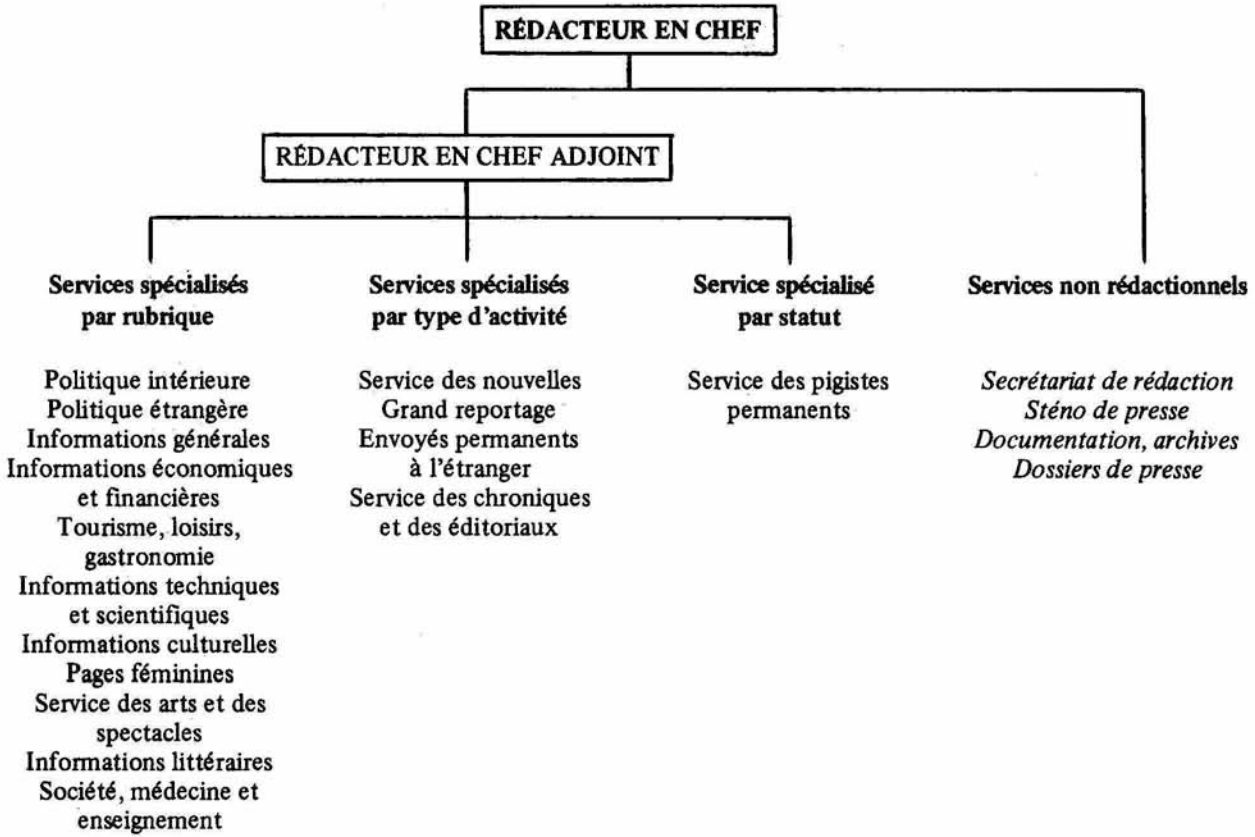 RÉDACTEUR EN CHEF
RÉDACTEUR EN CHEF ADJOINT
Services spécialisés
par rubrique
Politique intérieure
Politique étrangère
Informations générales
Informations économiques
et financières
Tourisme, loisirs,
gastronomie
Informations techniques
et scientifiques
Informations culturelles
Pages féminines
Service des arts et des
spectacles
Informations littéraires
Société, médecine et
enseignement
Services spécialisés
par type d'activité
Service des nouvelles
Grand reportage
Envoyés permanents
à l'étranger
Service des chroniques
et des éditoriaux
Service spécialisé
par statut
Service des pigistes
permanents
Services non rédactionnels
Secrétariat de rédaction
Sténo de presse
Documentation, archives
Dossiers de presse